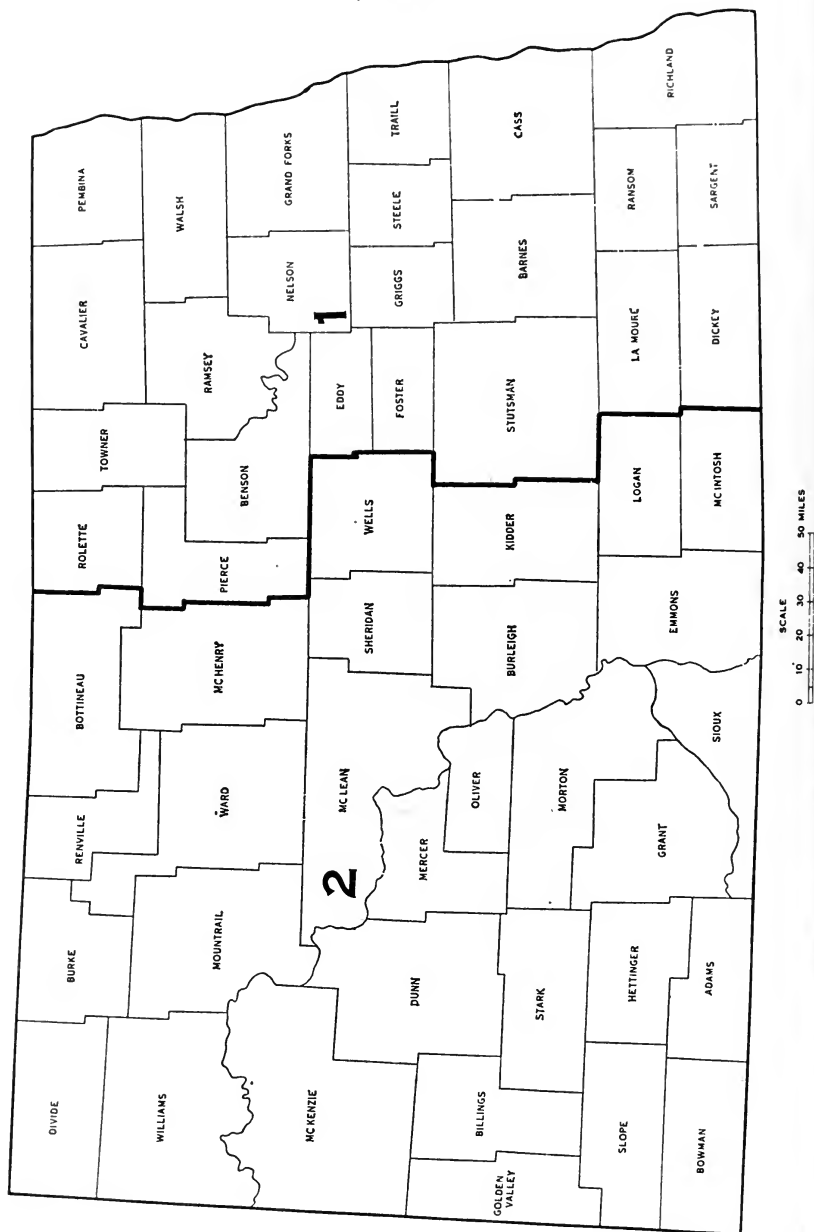 DIVIDE
BURKE
RENVILLE
BOTTINEAU
ROLETTE
TOWNER
CAVALIER
PEMBINA
WILLIAMS
MOUNTRAIL
WARD
MCHENRY
PIERCE
BENSON
RAMSEY
WALSH
NELSON
GRAND FORKS
MCKENZIE
DUNN
MERCER
MCLEAN
SHERIDAN
WELLS
EDDY
FOSTER
GRIGGS
STEELE
TRAILL
1
2
GOLDEN
VALLEY
BILLINGS
STARK
OLIVER
MORTON
BURLEIGH
KIDDER
STUTSMAN
BARNES
CASS
SLOPE
HETTINGER
GRANT
BOWMAN
ADAMS
SIOUX
EMMONS
LOGAN
MCINTOSH
LA MOURE
DICKEY
RANSOM
SARGENT
RICHLAND
SCALE
0 10 20 30 40 50 MILES